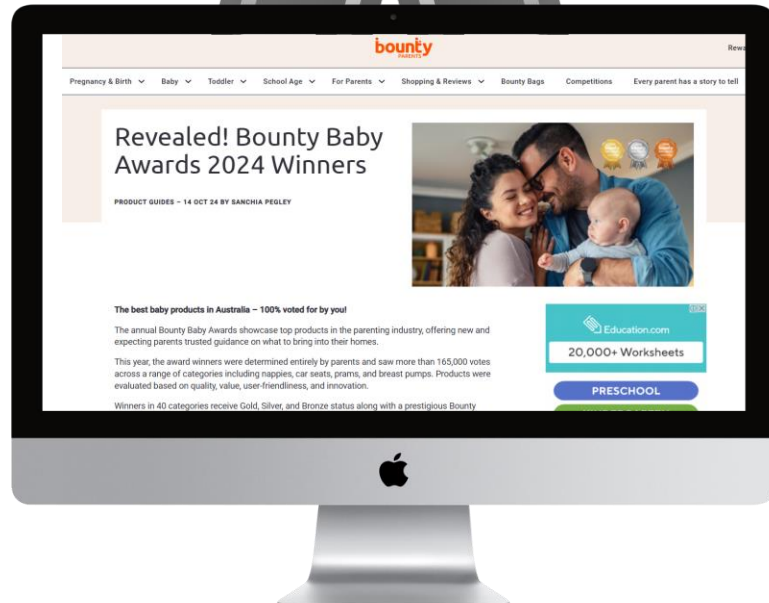 bounty
PARENTS
Pregnancy & Birth Baby Toddler School Age For Parents Shopping & Reviews Bounty Bags Competitions Every parent has a story to tell
Revealed! Bounty Baby
Awards 2024 Winners
PRODUCT GUIDES – 14 OCT 24 BY SANCHIA PEGLEY
The best baby products in Australia – 100% voted for by you!
The annual Bounty Baby Awards showcase top products in the parenting industry, offering new and
expecting parents trusted guidance on what to bring into their homes.
This year, the award winners were determined entirely by parents and saw more than 165,000 votes
across a range of categories including nappies, car seats, prams, and breast pumps. Products were
evaluated based on quality, value, user-friendliness, and innovation.
Winners in 40 categories receive Gold, Silver, and Bronze status along with a prestigious Bounty
Education.com
20,000+ Worksheets
PRESCHOOL